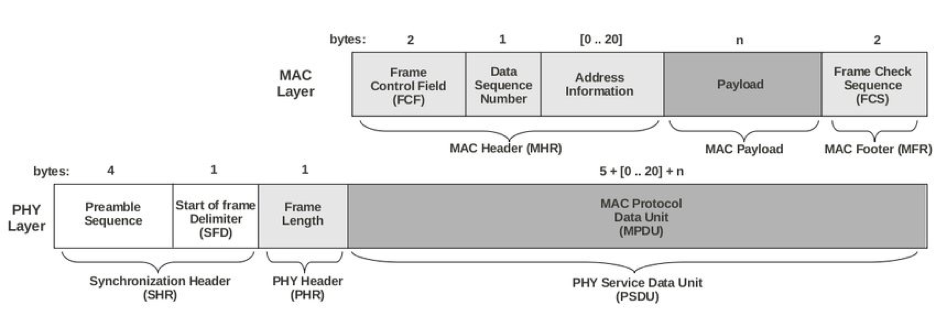 bytes: 2 1 [0 .. 20] n 2
MAC
Layer
Frame
Control Field
(FCF)
Data
Sequence
Number
Address
Information
Payload
Frame Check
Sequence
(FCS)
MAC Header (MHR)
MAC Payload
MAC Footer (MFR)
bytes: 4 1 1 5 + [0 .. 20] + n
PHY
Layer
Preamble
Sequence
Start of frame
Delimiter
(SFD)
Frame
Length
MAC Protocol
Data Unit
(MPDU)
Synchronization Header
(SHR)
PHY Header
(PHR)
PHY Service Data Unit
(PSDU)